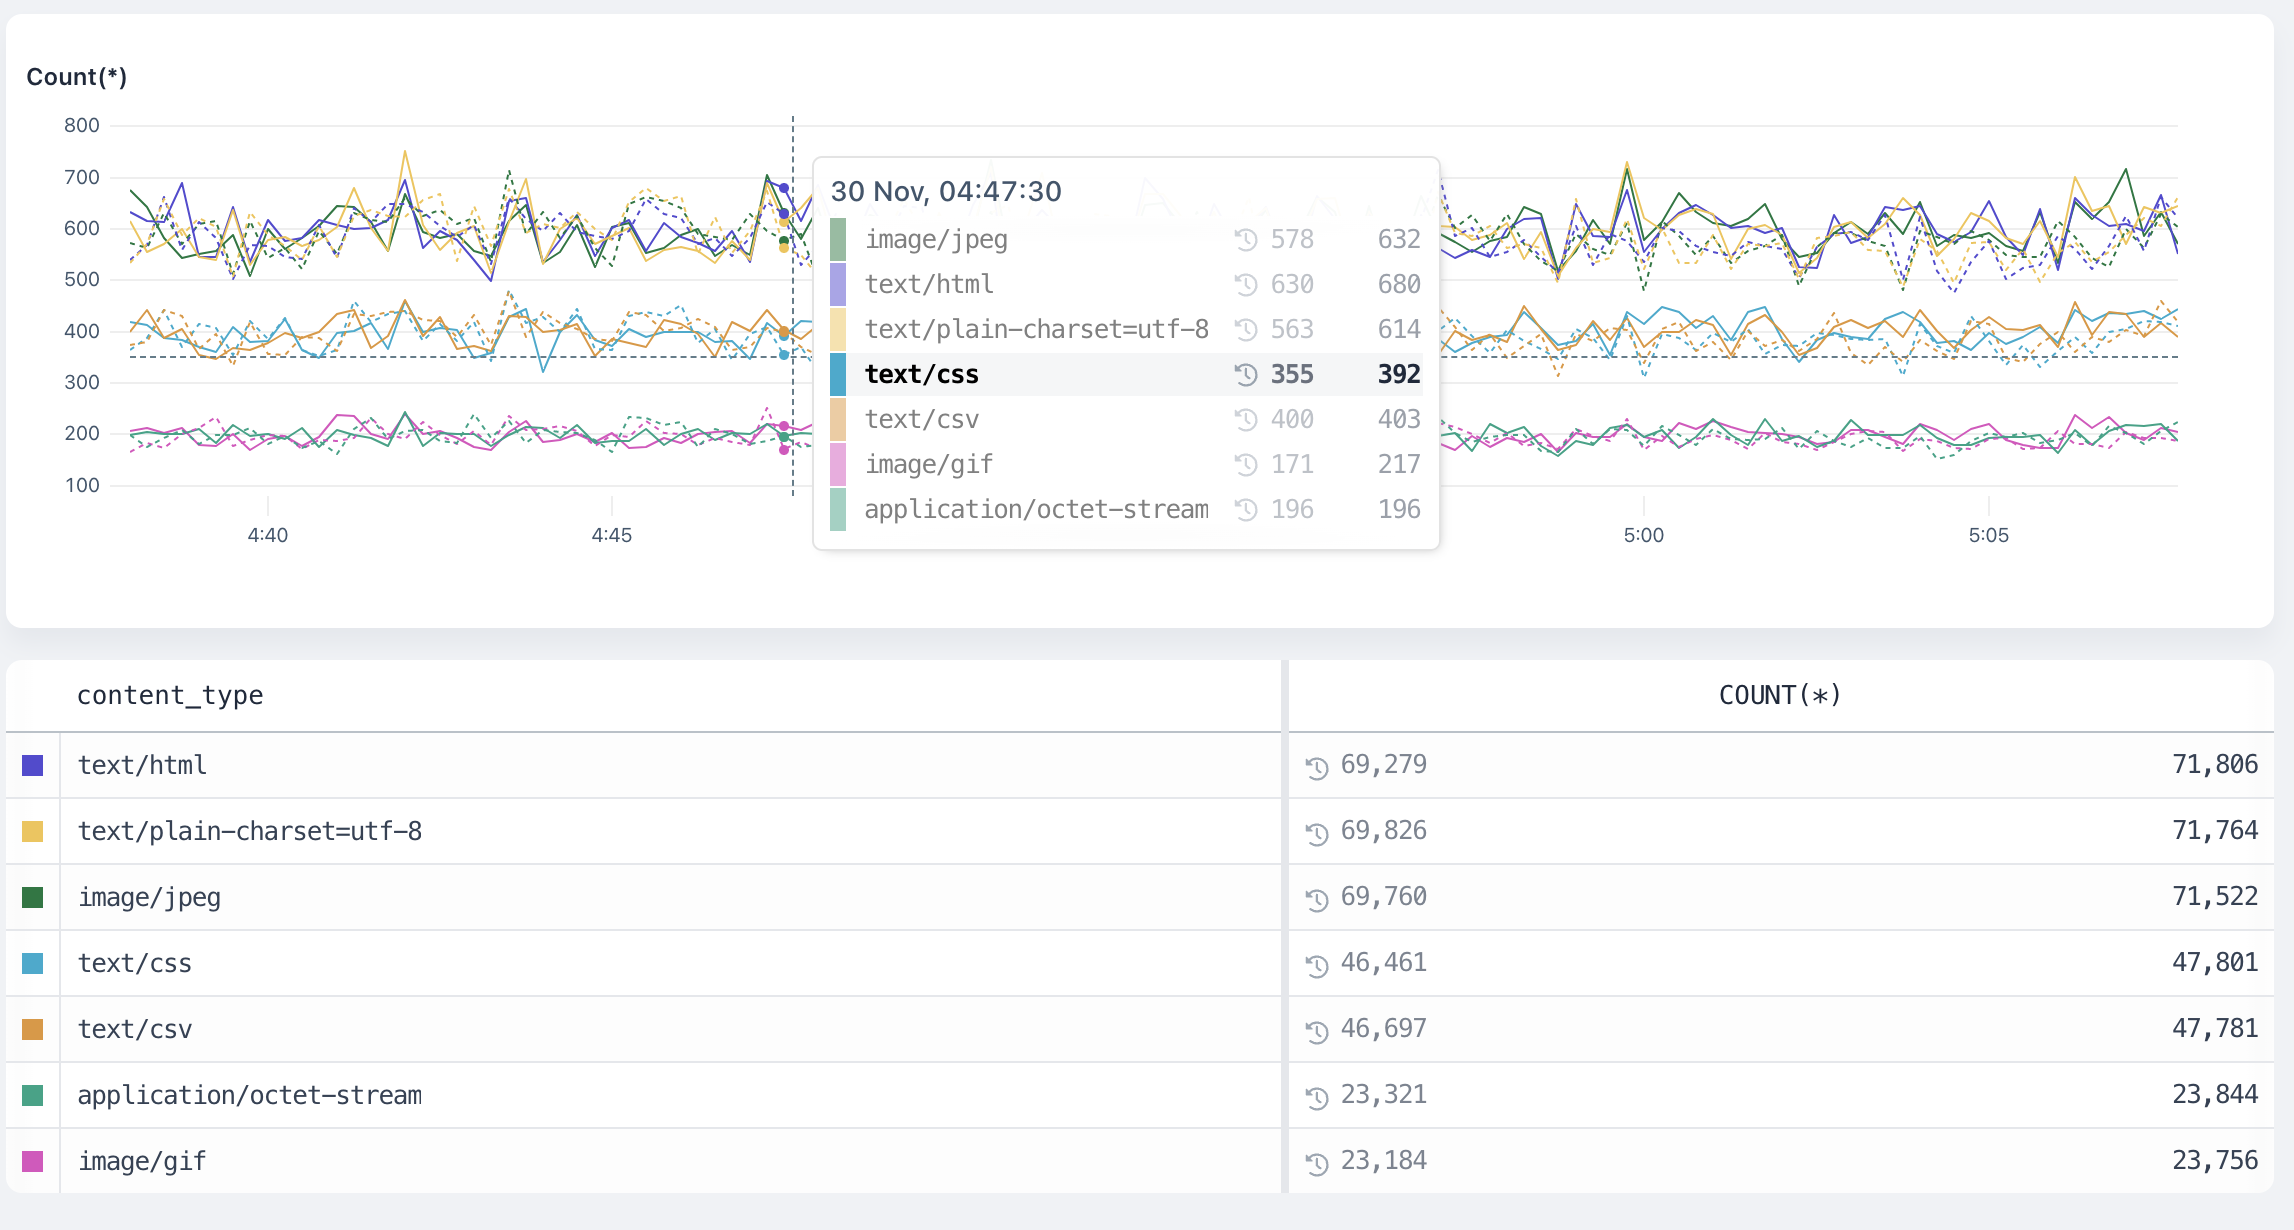 Count(*)
800
700
600
500
400
300
200
100
4:40
4:45
5:00
5:05
30 Nov, 04:47:30
image/jpeg 578 632
text/html 630 680
text/plain-charset=utf-8 563 614
text/css 355 392
text/csv 400 403
image/gif 171 217
application/octet-stream 196 196
content_type COUNT(*)
text/html 69,279 71,806
text/plain-charset=utf-8 69,826 71,764
image/jpeg 69,760 71,522
text/css 46,461 47,801
text/csv 46,697 47,781
application/octet-stream 23,321 23,844
image/gif 23,184 23,756